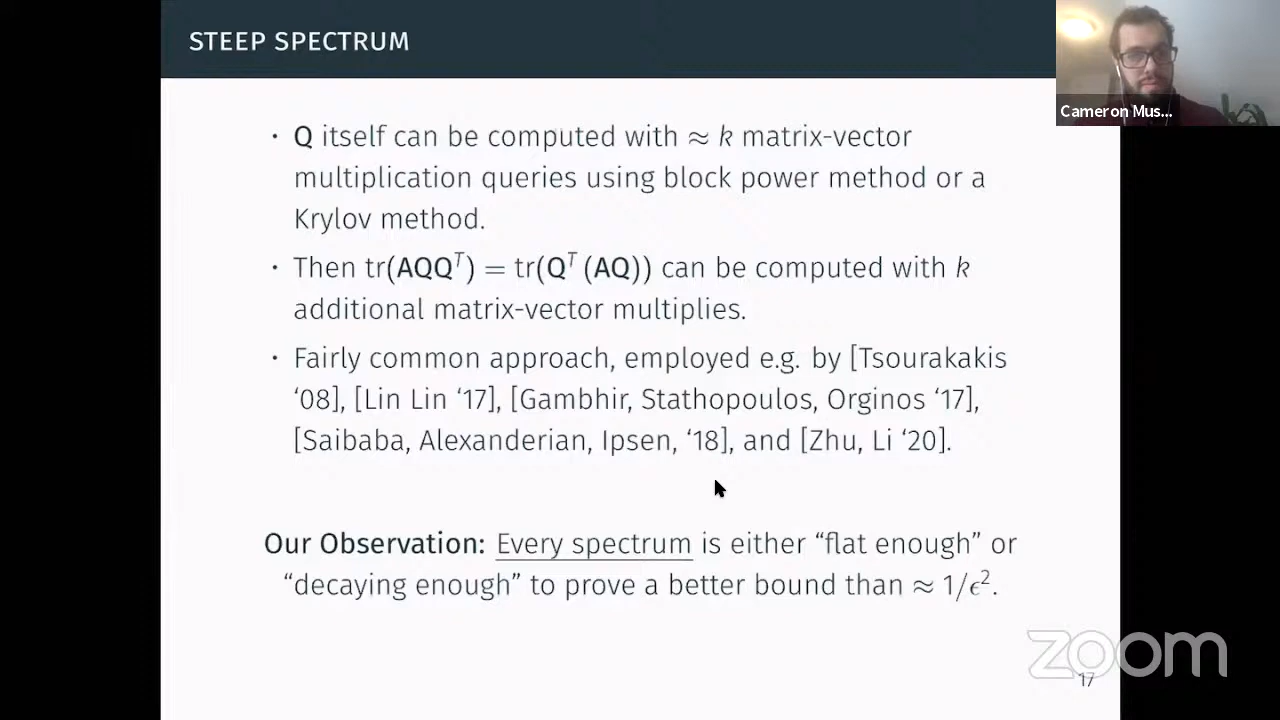 STEEP SPECTRUM
Cameron Mus...
· Q itself can be computed with ≈ k matrix-vector
multiplication queries using block power method or a
Krylov method.
· Then tr(AQQᵀ) = tr(Qᵀ(AQ)) can be computed with k
additional matrix-vector multiplies.
· Fairly common approach, employed e.g. by [Tsourakakis
‘08], [Lin Lin ‘17], [Gambhir, Stathopoulos, Orginos ‘17],
[Saibaba, Alexanderian, Ipsen, ‘18], and [Zhu, Li ‘20].
Our Observation: Every spectrum is either “flat enough” or
“decaying enough” to prove a better bound than ≈ 1/ϵ².
zoom
17